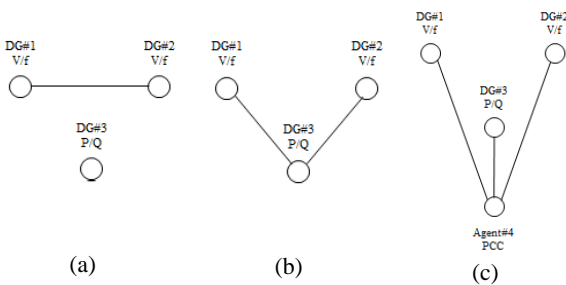 DG#1
V/f
DG#2
V/f
DG#3
P/Q
(a)
DG#1
V/f
DG#2
V/f
DG#3
P/Q
(b)
DG#1
V/f
DG#2
V/f
DG#3
P/Q
Agent#4
PCC
(c)